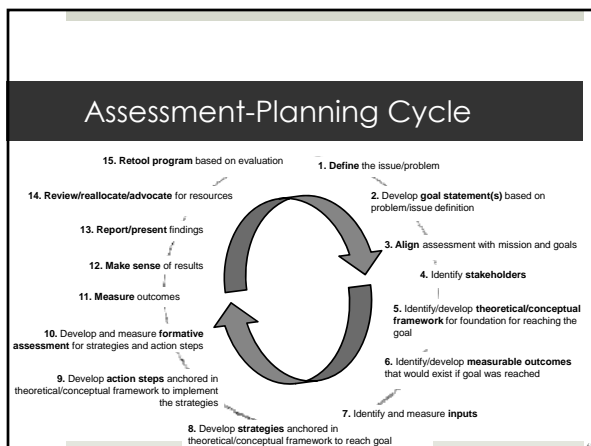 Assessment-Planning Cycle
1. Define the issue/problem
2. Develop goal statement(s) based on
problem/issue definition
3. Align assessment with mission and goals
4. Identify stakeholders
5. Identify/develop theoretical/conceptual
framework for foundation for reaching the
goal
6. Identify/develop measurable outcomes
that would exist if goal was reached
7. Identify and measure inputs
8. Develop strategies anchored in
theoretical/conceptual framework to reach goal
9. Develop action steps anchored in
theoretical/conceptual framework to implement
the strategies
10. Develop and measure formative
assessment for strategies and action steps
11. Measure outcomes
12. Make sense of results
13. Report/present findings
14. Review/reallocate/advocate for resources
15. Retool program based on evaluation